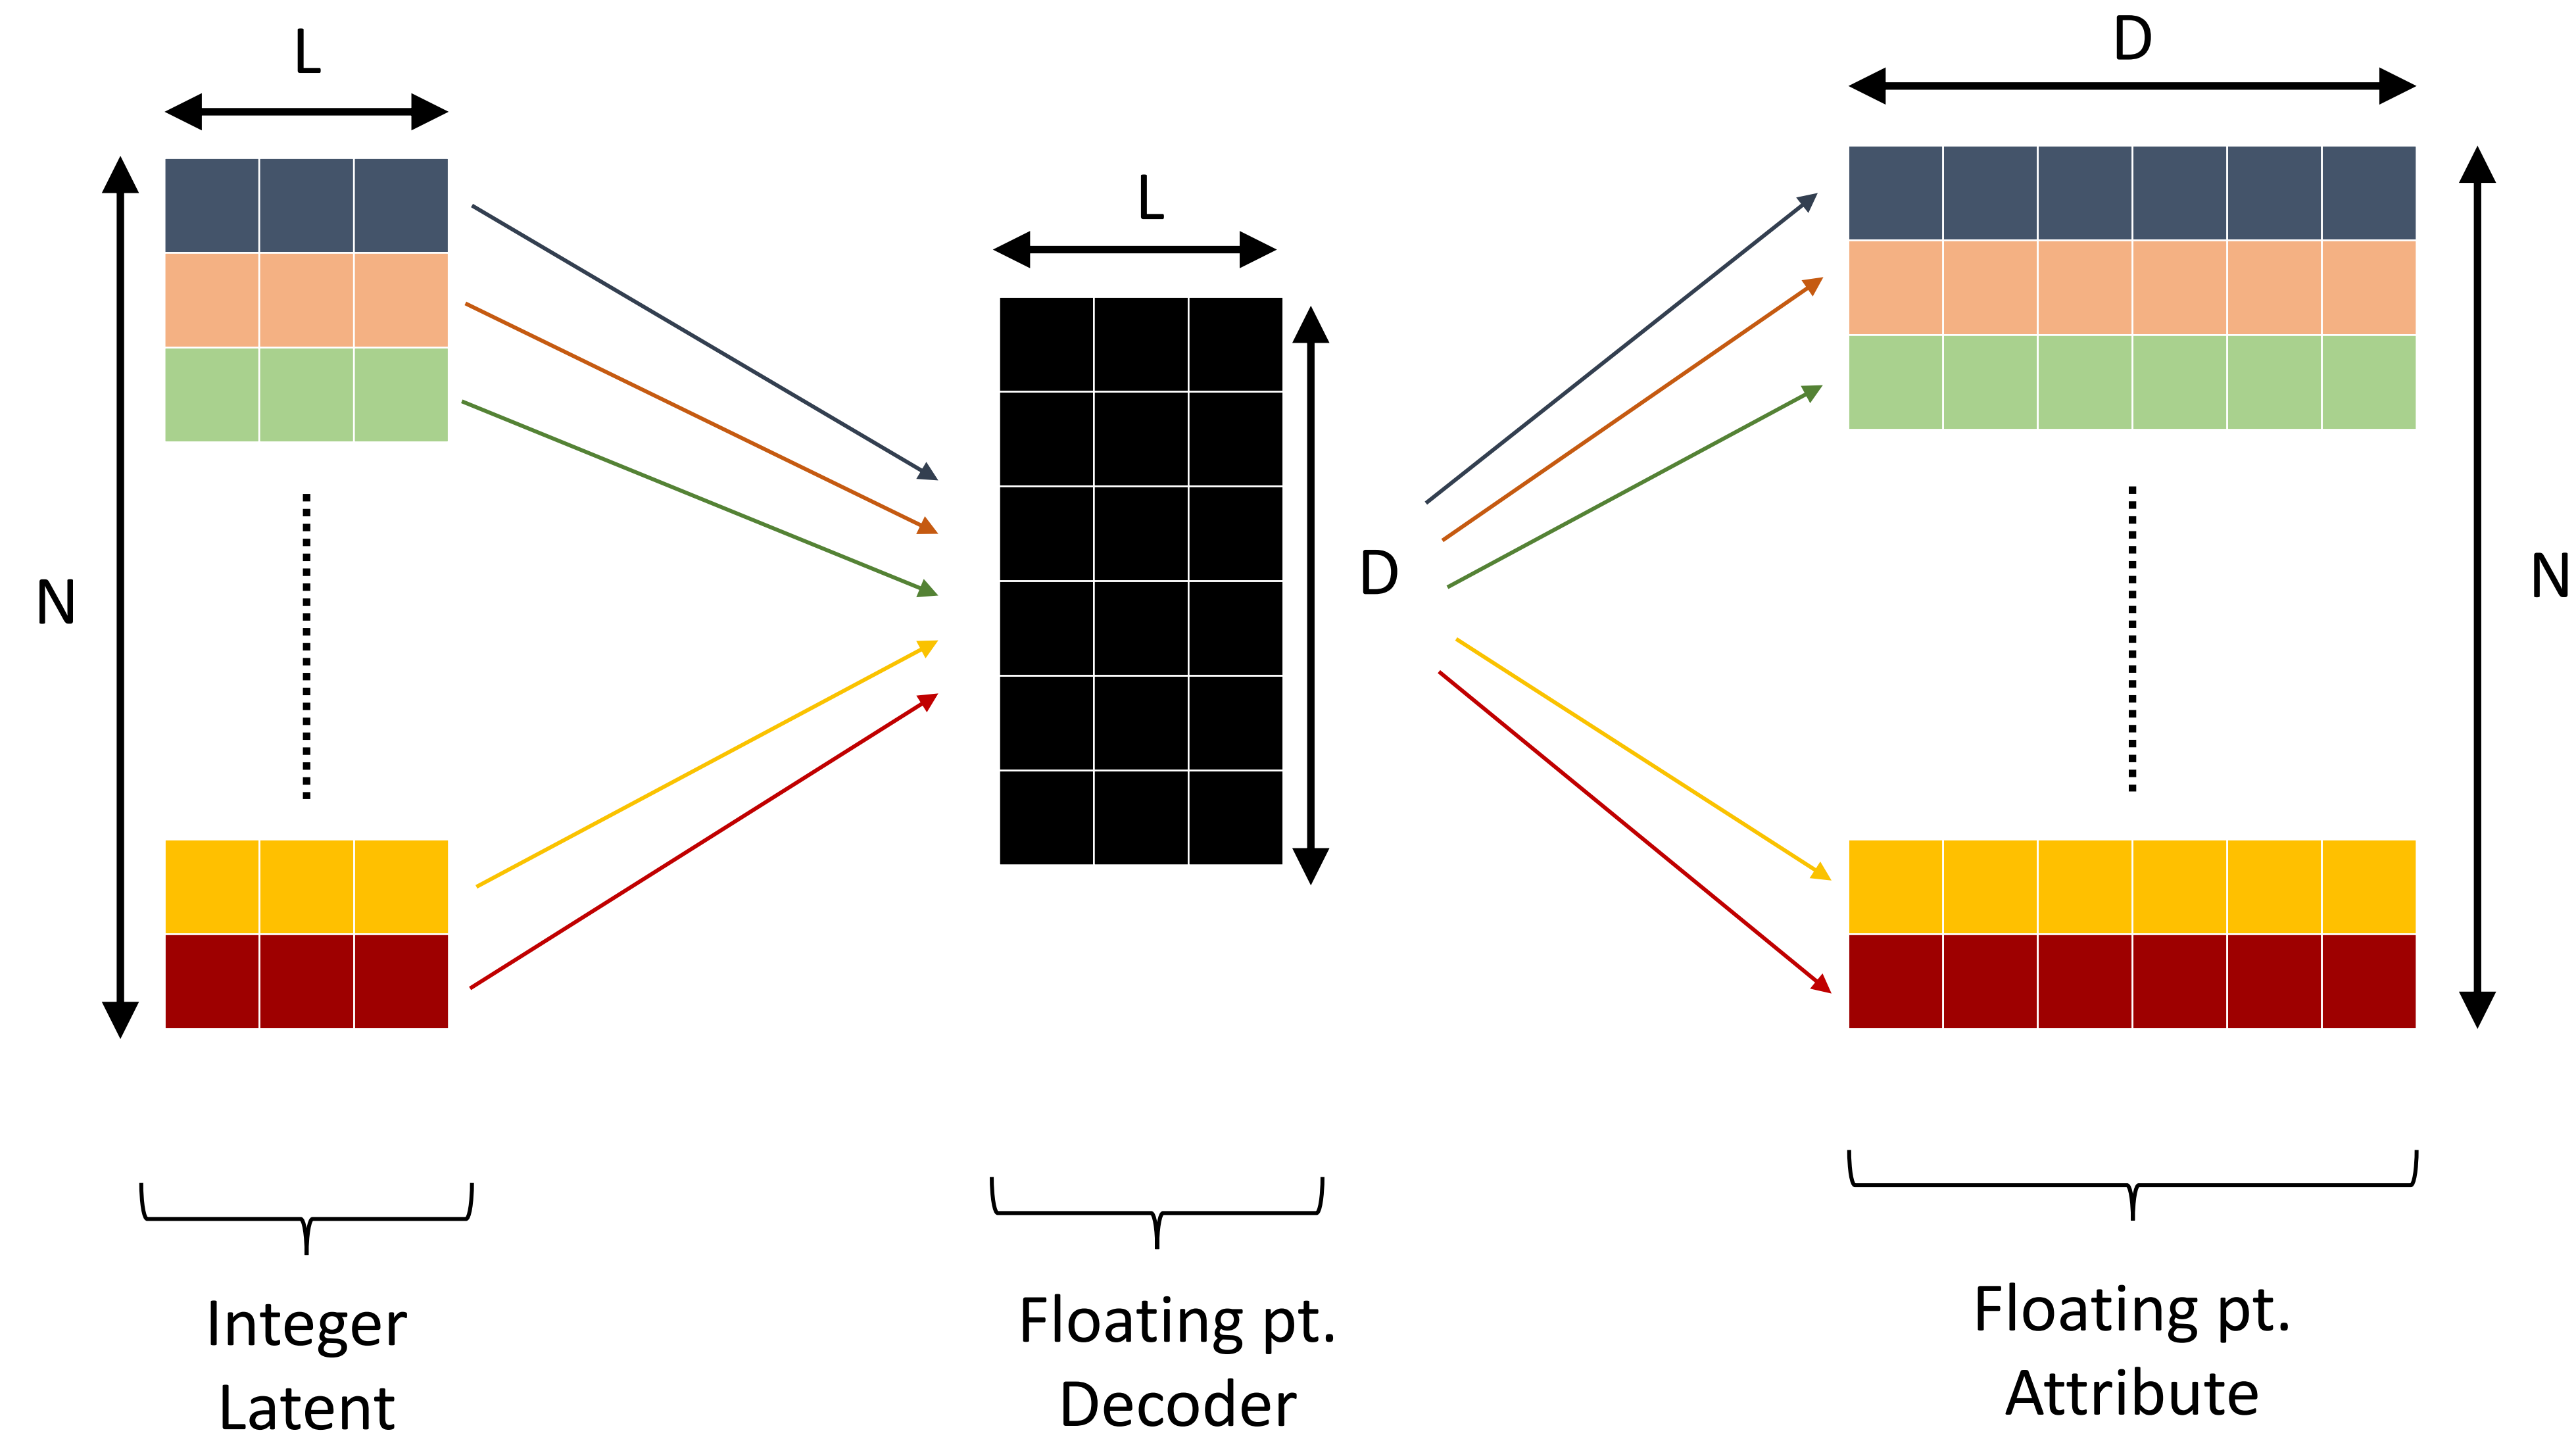 L
D
L
N
D
N
Integer
Latent
Floating pt.
Decoder
Floating pt.
Attribute